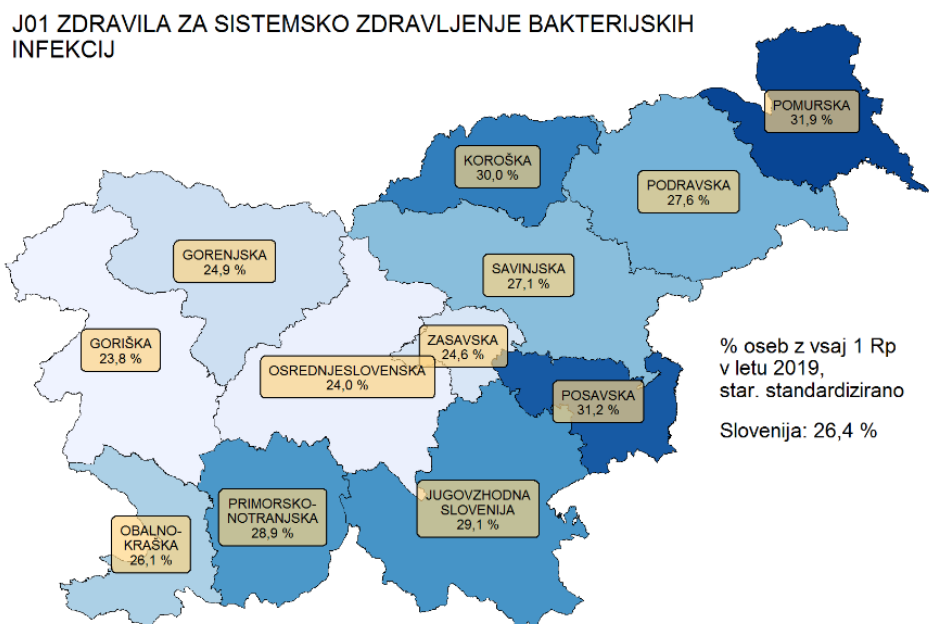 J01 ZDRAVILA ZA SISTEMSKO ZDRAVLJENJE BAKTERIJSKIH
INFEKCIJ
POMURSKA
31,9 %
KOROŠKA
30,0 %
PODRAVSKA
27,6 %
GORENJSKA
24,9 %
SAVINJSKA
27,1 %
GORIŠKA
23,8 %
ZASAVSKA
24,6 %
OSREDNJESLOVENSKA
24,0 %
POSAVSKA
31,2 %
% oseb z vsaj 1 Rp
v letu 2019,
star. standardizirano
Slovenija: 26,4 %
PRIMORSKO-
NOTRANJSKA
28,9 %
JUGOVZHODNA
SLOVENIJA
29,1 %
OBALNO-
KRAŠKA
26,1 %